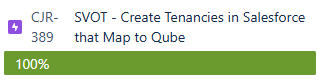 CJR-389 SVOT - Create Tenancies in Salesforce
that Map to Qube
100%